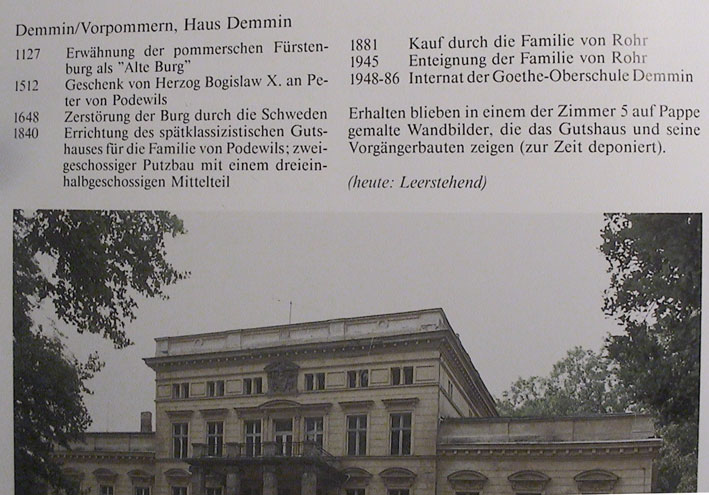 Demmin/Vorpommern, Haus Demmin
1127 Erwähnung der pommerschen Fürsten-
burg als "Alte Burg"
1512 Geschenk von Herzog Bogislaw X. an Pe-
ter von Podewils
1648 Zerstörung der Burg durch die Schweden
1840 Errichtung des spätklassizistischen Guts-
hauses für die Familie von Podewils; zwei-
geschossiger Putzbau mit einem dreiein-
halbgeschossigen Mittelteil
1881 Kauf durch die Familie von Rohr
1945 Enteignung der Familie von Rohr
1948-86 Internat der Goethe-Oberschule Demmin
Erhalten blieben in einem der Zimmer 5 auf Pappe
gemalte Wandbilder, die das Gutshaus und seine
Vorgängerbauten zeigen (zur Zeit deponiert).
(heute: Leerstehend)